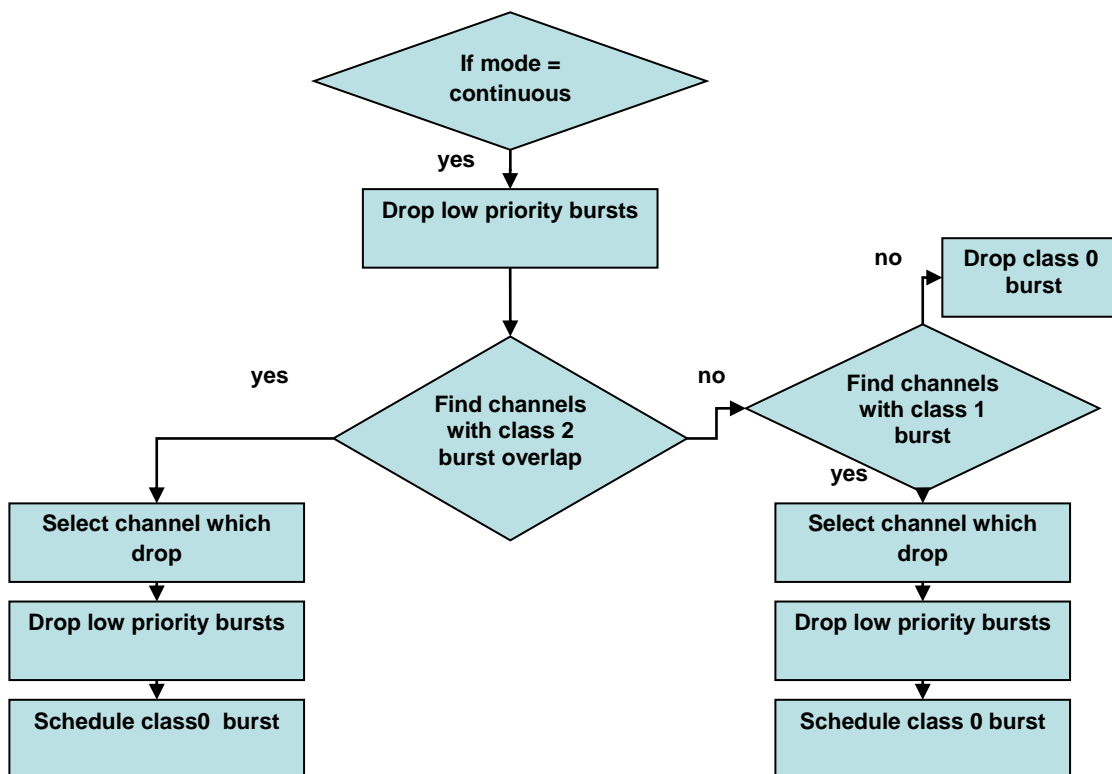 If mode =
continuous
yes
Drop low priority bursts
no
Drop class 0
burst
yes
Find channels
with class 2
burst overlap
no
Find channels
with class 1
burst
yes
Select channel which
drop
Drop low priority bursts
Schedule class0  burst
Select channel which
drop
Drop low priority bursts
Schedule class 0 burst